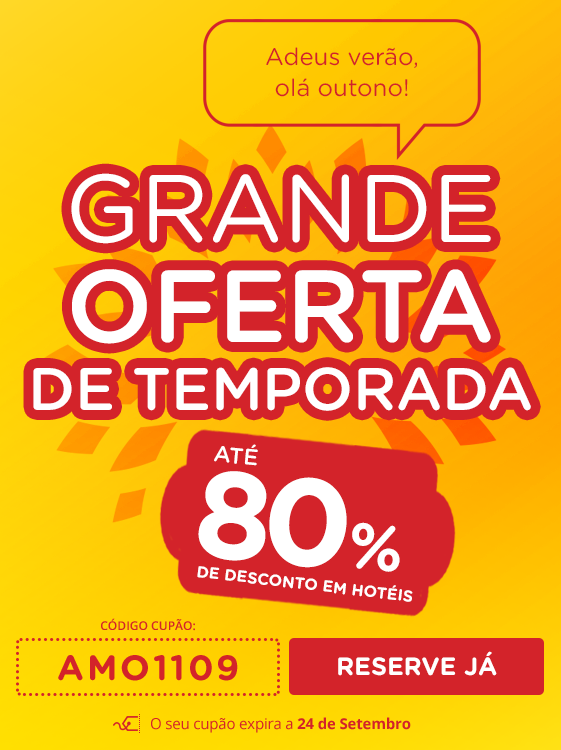 Adeus verão,
olá outono!
GRANDE
OFERTA
DE TEMPORADA
ATÉ
80%
DE DESCONTO EM HOTÉIS
CÓDIGO CUPÃO:
AMO1109
RESERVE JÁ
O seu cupão expira a 24 de Setembro